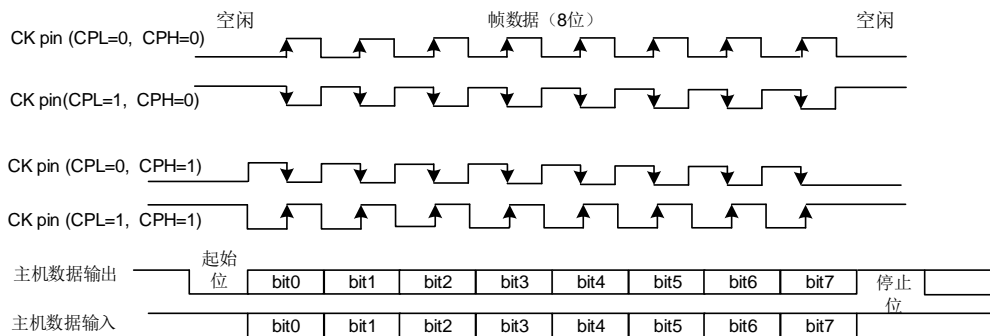 空闲 帧数据（8位） 空闲
CK pin (CPL=0, CPH=0)
CK pin(CPL=1, CPH=0)
CK pin (CPL=0, CPH=1)
CK pin (CPL=1, CPH=1)
主机数据输出 起始位 bit0 bit1 bit2 bit3 bit4 bit5 bit6 bit7 停止位
主机数据输入 bit0 bit1 bit2 bit3 bit4 bit5 bit6 bit7